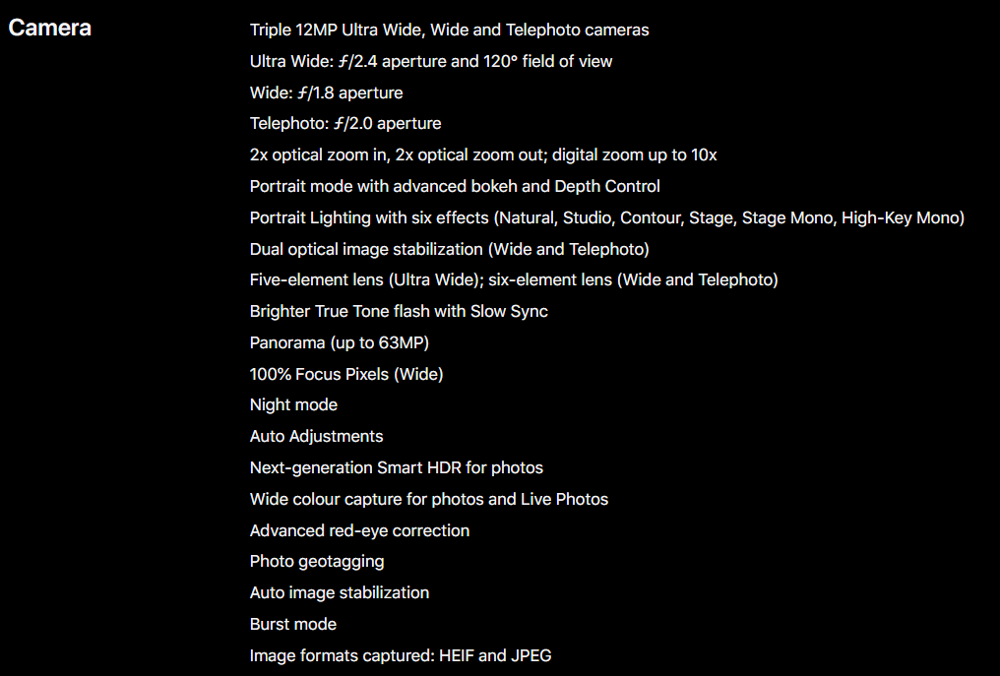 Camera
Triple 12MP Ultra Wide, Wide and Telephoto cameras
Ultra Wide: ƒ/2.4 aperture and 120° field of view
Wide: ƒ/1.8 aperture
Telephoto: ƒ/2.0 aperture
2x optical zoom in, 2x optical zoom out; digital zoom up to 10x
Portrait mode with advanced bokeh and Depth Control
Portrait Lighting with six effects (Natural, Studio, Contour, Stage, Stage Mono, High-Key Mono)
Dual optical image stabilization (Wide and Telephoto)
Five-element lens (Ultra Wide); six-element lens (Wide and Telephoto)
Brighter True Tone flash with Slow Sync
Panorama (up to 63MP)
100% Focus Pixels (Wide)
Night mode
Auto Adjustments
Next-generation Smart HDR for photos
Wide colour capture for photos and Live Photos
Advanced red-eye correction
Photo geotagging
Auto image stabilization
Burst mode
Image formats captured: HEIF and JPEG